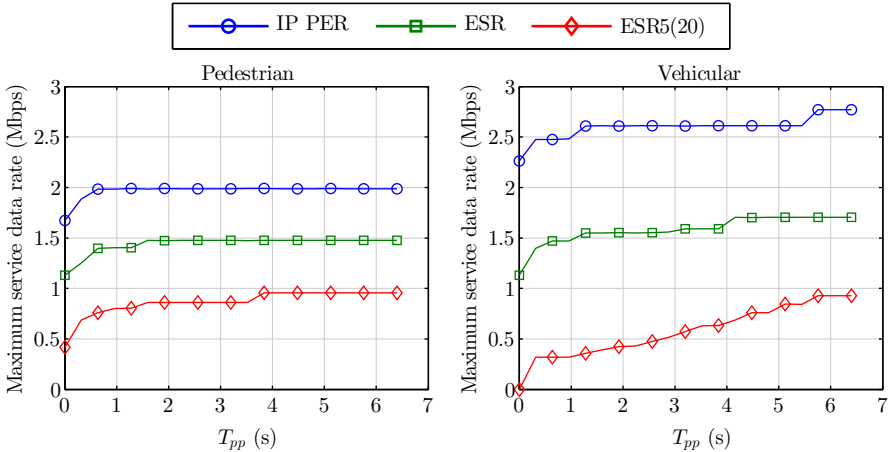 IP PER ESR ESR5(20)
Pedestrian
Maximum service data rate (Mbps)
3
2.5
2
1.5
1
0.5
0
0 1 2 3 4 5 6 7
T_pp (s)
Vehicular
Maximum service data rate (Mbps)
3
2.5
2
1.5
1
0.5
0
0 1 2 3 4 5 6 7
T_pp (s)